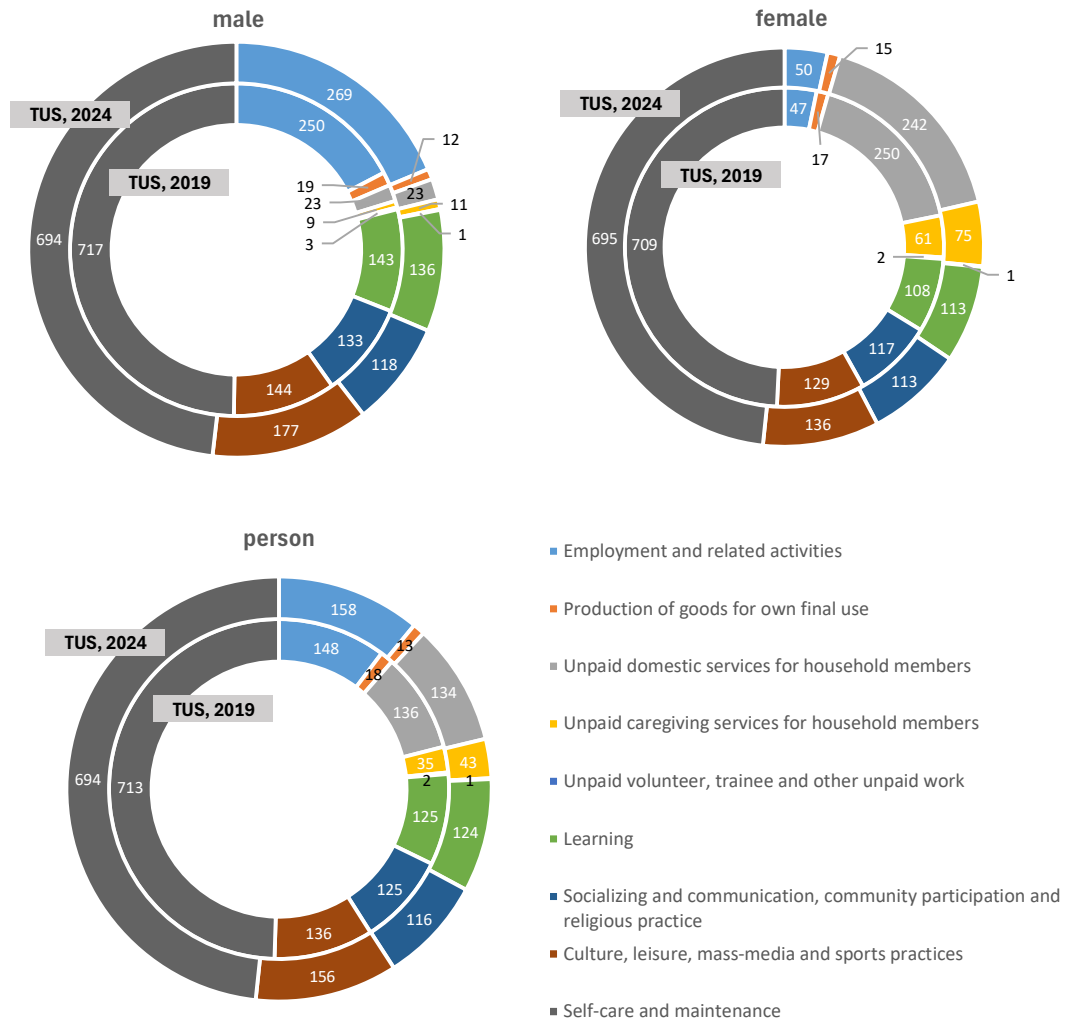 male
TUS, 2024
TUS, 2019
269
250
12
19
23
23
9
11
3
1
143
136
133
118
144
177
694
717
female
TUS, 2024
TUS, 2019
50
15
47
17
242
250
61
75
2
1
108
113
117
113
129
136
695
709
person
TUS, 2024
TUS, 2019
158
148
13
18
134
136
35
43
2
1
125
124
125
116
136
156
694
713
Employment and related activities
Production of goods for own final use
Unpaid domestic services for household members
Unpaid caregiving services for household members
Unpaid volunteer, trainee and other unpaid work
Learning
Socializing and communication, community participation and
religious practice
Culture, leisure, mass-media and sports practices
Self-care and maintenance